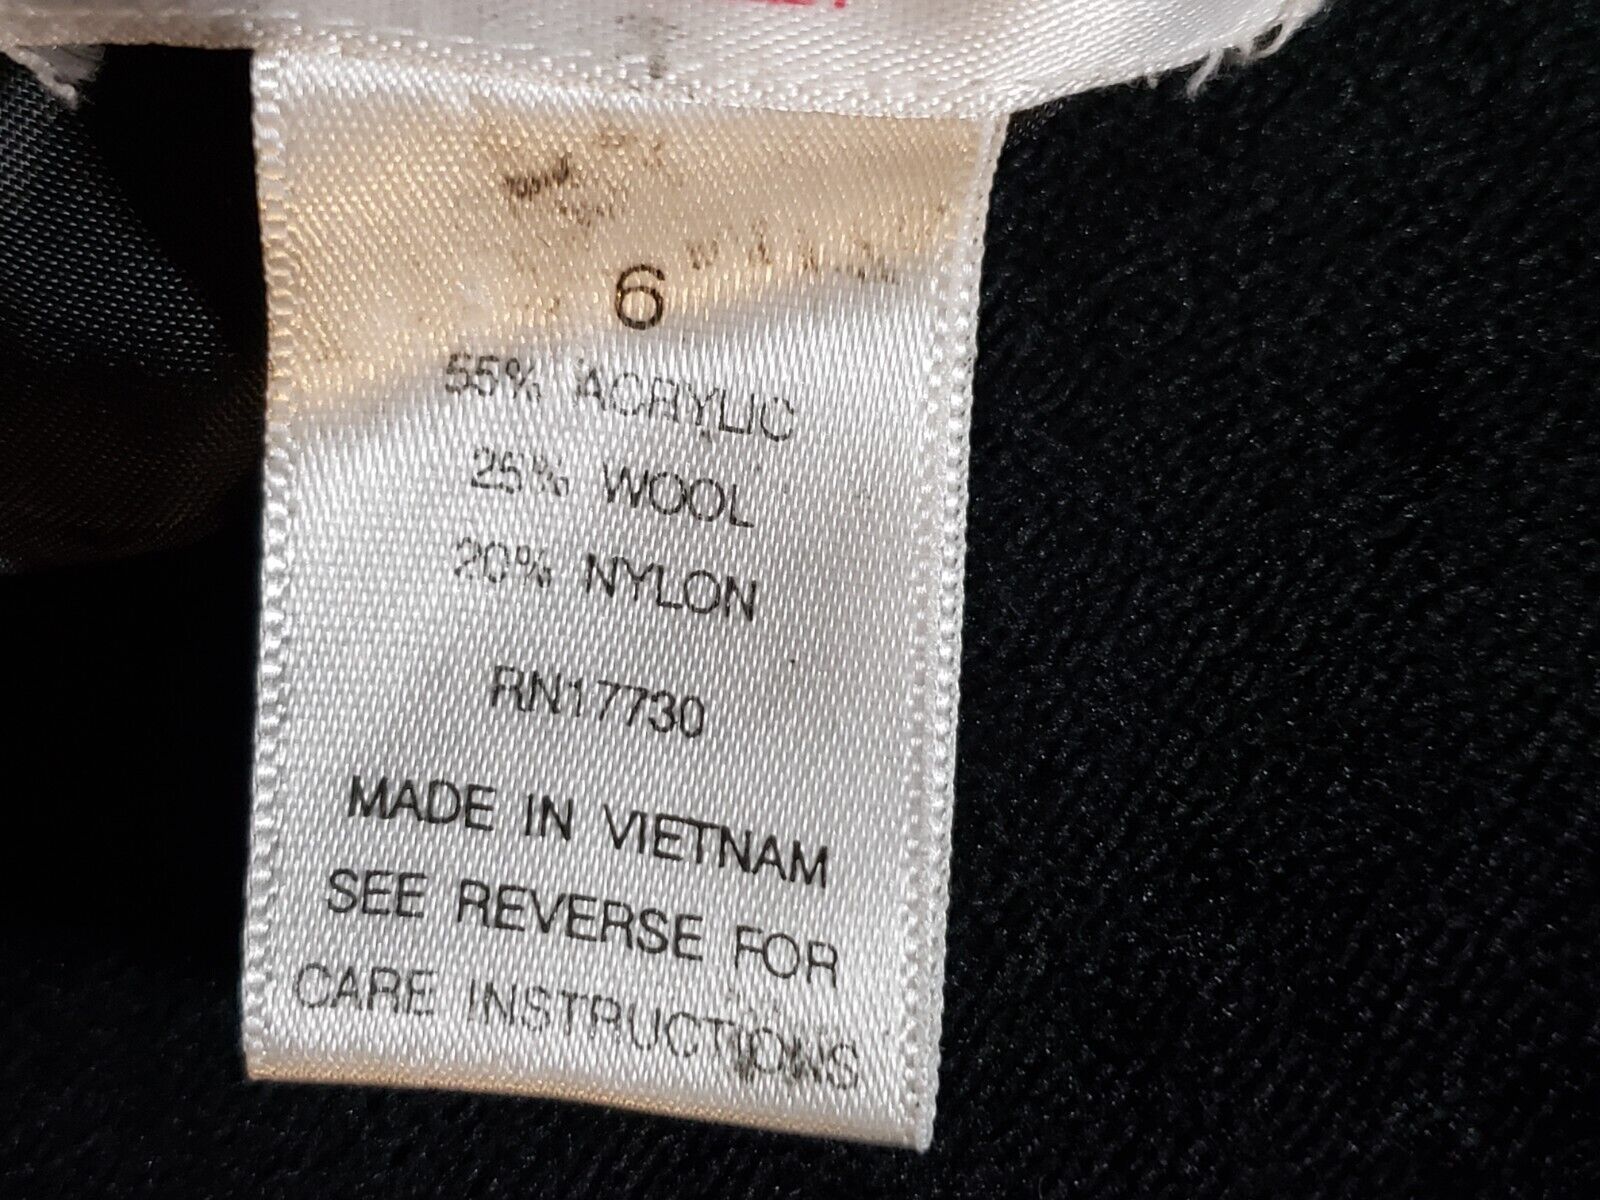 6
55% ACRYLIC
25% WOOL
20% NYLON
RN17730
MADE IN VIETNAM
SEE REVERSE FOR
CARE INSTRUCTIONS